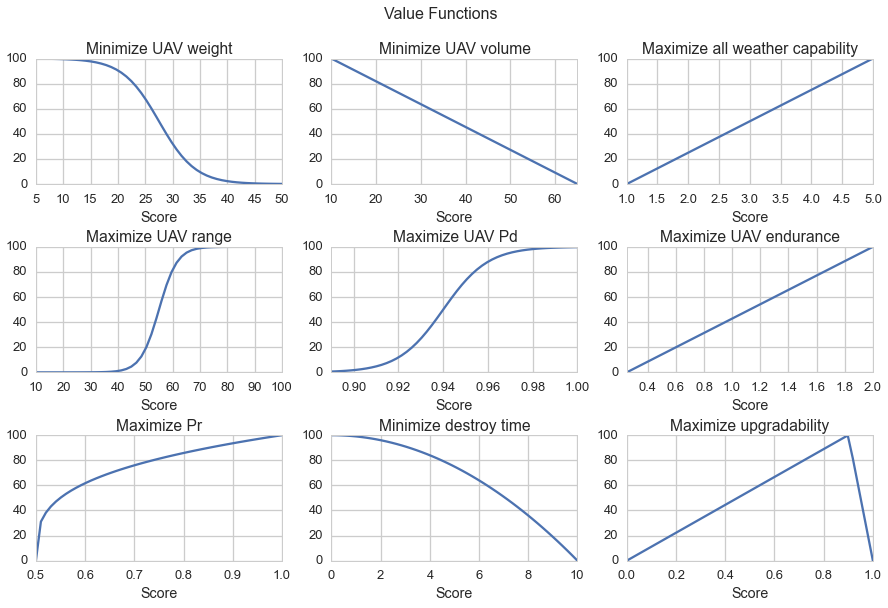 Value Functions
Minimize UAV weight
100
80
60
40
20
0
5 10 15 20 25 30 35 40 45 50
Score
Minimize UAV volume
100
80
60
40
20
0
10 20 30 40 50 60
Score
Maximize all weather capability
100
80
60
40
20
0
1.0 1.5 2.0 2.5 3.0 3.5 4.0 4.5 5.0
Score
Maximize UAV range
100
80
60
40
20
0
10 20 30 40 50 60 70 80 90 100
Score
Maximize UAV Pd
100
80
60
40
20
0
0.90 0.92 0.94 0.96 0.98 1.00
Score
Maximize UAV endurance
100
80
60
40
20
0
0.4 0.6 0.8 1.0 1.2 1.4 1.6 1.8 2.0
Score
Maximize Pr
100
80
60
40
20
0
0.5 0.6 0.7 0.8 0.9 1.0
Score
Minimize destroy time
100
80
60
40
20
0
0 2 4 6 8 10
Score
Maximize upgradability
100
80
60
40
20
0
0.0 0.2 0.4 0.6 0.8 1.0
Score